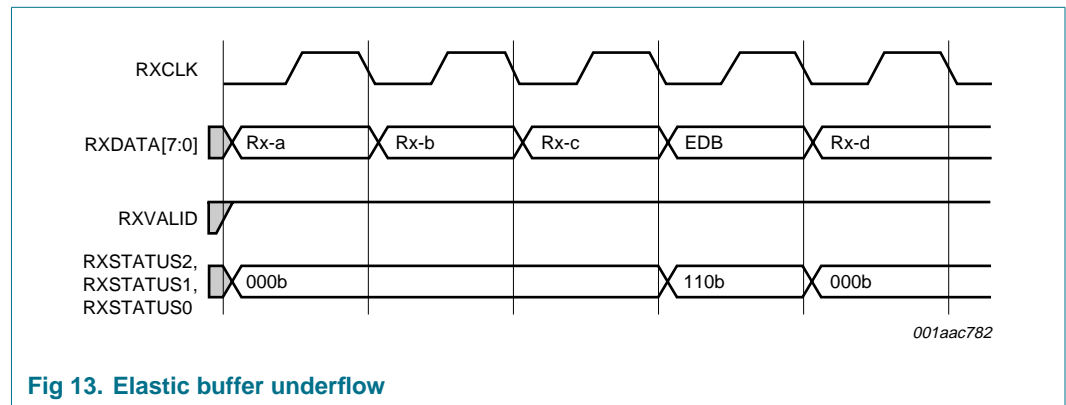 RXCLK
RXDATA[7:0] Rx-a Rx-b Rx-c EDB Rx-d
RXVALID
RXSTATUS2,
RXSTATUS1, 000b 110b 000b
RXSTATUS0
001aac782
Fig 13. Elastic buffer underflow